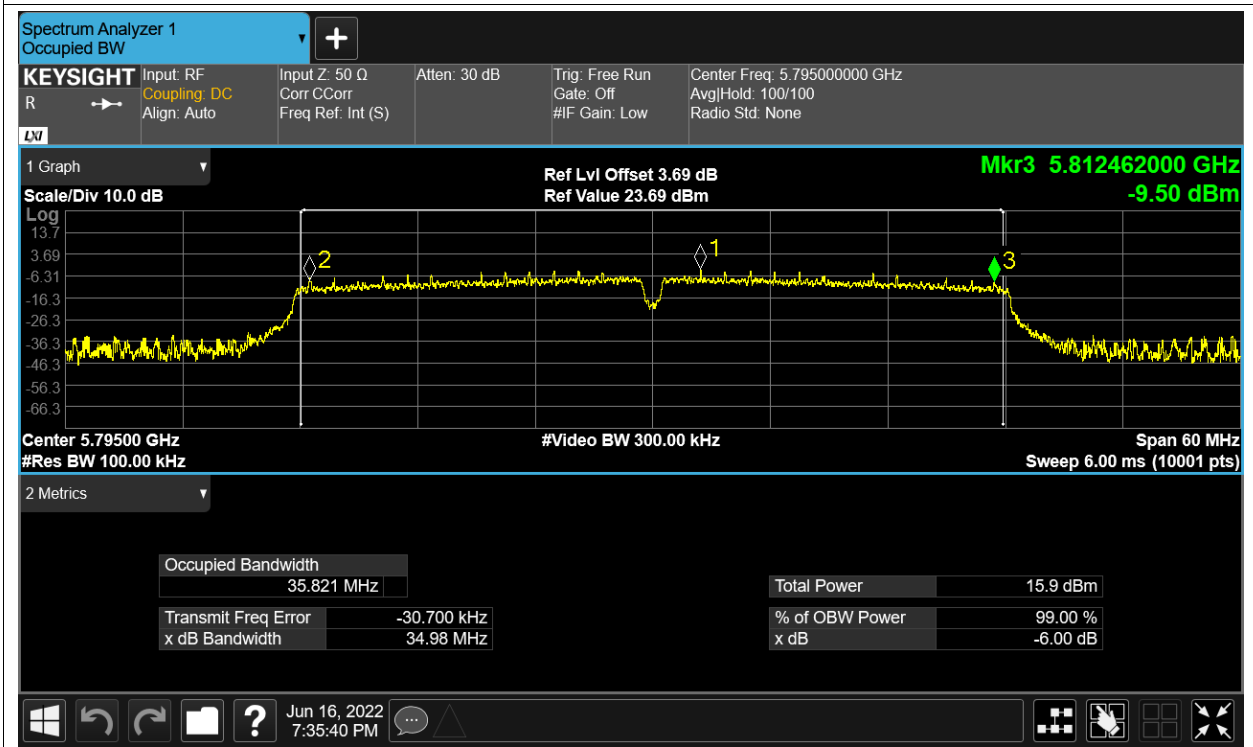 Spectrum Analyzer 1
Occupied BW
KEYSIGHT
R
LXI
Input: RF
Coupling: DC
Align: Auto
Input Z: 50 Ω
Corr CCorr
Freq Ref: Int (S)
Atten: 30 dB
Trig: Free Run
Gate: Off
#IF Gain: Low
Center Freq: 5.795000000 GHz
Avg|Hold: 100/100
Radio Std: None
1 Graph
Scale/Div 10.0 dB
Ref Lvl Offset 3.69 dB
Ref Value 23.69 dBm
Mkr3 5.812462000 GHz
-9.50 dBm
Log
13.7
3.69
-6.31
-16.3
-26.3
-36.3
-46.3
-56.3
-66.3
2
1
3
Center 5.79500 GHz
#Video BW 300.00 kHz
Span 60 MHz
#Res BW 100.00 kHz
Sweep 6.00 ms (10001 pts)
2 Metrics
Occupied Bandwidth
35.821 MHz
Total Power 15.9 dBm
Transmit Freq Error -30.700 kHz
% of OBW Power 99.00 %
x dB Bandwidth 34.98 MHz
x dB -6.00 dB
?
Jun 16, 2022
7:35:40 PM